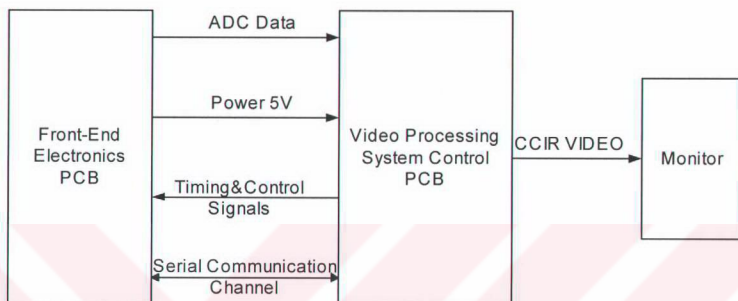 ADC Data
Power 5V
Front-End
Electronics
PCB
Video Processing
System Control
PCB
CCIR VIDEO
Monitor
Timing&Control
Signals
Serial Communication
Channel